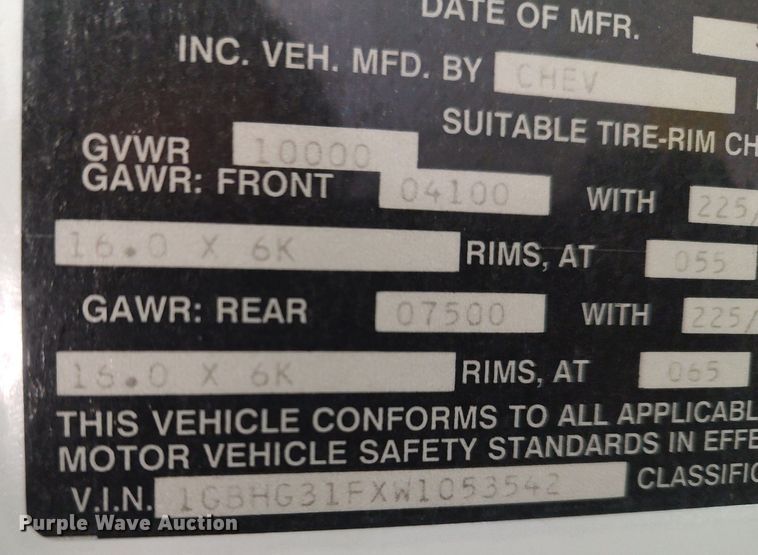 DATE OF MFR.
INC. VEH. MFD. BY CHEV
SUITABLE TIRE-RIM CH
GVWR 10000
GAWR: FRONT 04100 WITH 225/
16.0 X 6K RIMS, AT 055
GAWR: REAR 07500 WITH 225/
16.0 X 6K RIMS, AT 065
THIS VEHICLE CONFORMS TO ALL APPLICABL
MOTOR VEHICLE SAFETY STANDARDS IN EFFE
V.I.N. 1GBHG31FXW1053542 CLASSIFIC
Purple Wave Auction